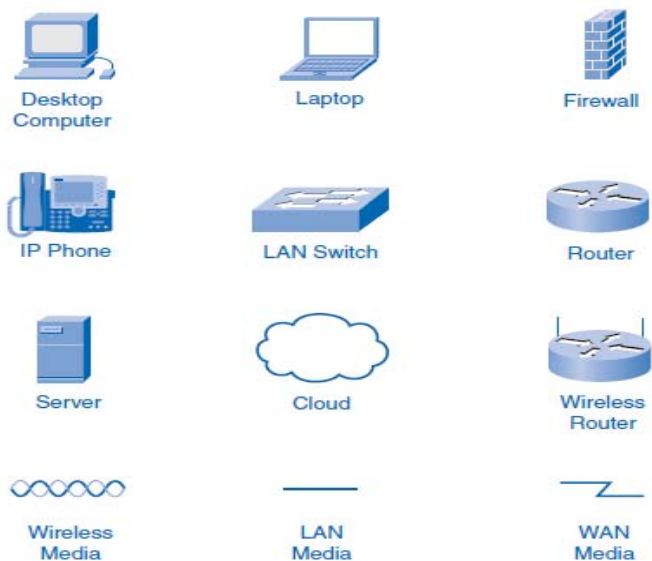 Desktop
Computer
Laptop
Firewall
IP Phone
LAN Switch
Router
Server
Cloud
Wireless
Router
Wireless
Media
LAN
Media
WAN
Media